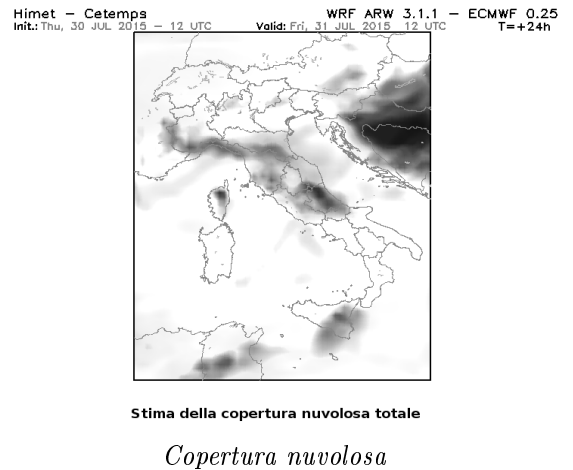 Himet – Cetemps WRF ARW 3.1.1 – ECMWF 0.25
Init.: Thu, 30 JUL 2015 – 12 UTC Valid: Fri, 31 JUL 2015 12 UTC T=+24h
Stima della copertura nuvolosa totale
Copertura nuvolosa